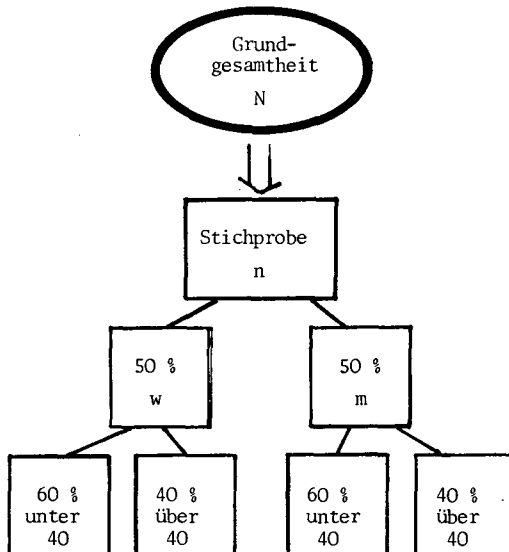 Grund-
gesamtheit
N
Stichprobe
n
50 %
w
50 %
m
60 %
unter
40
40 %
über
40
60 %
unter
40
40 %
über
40